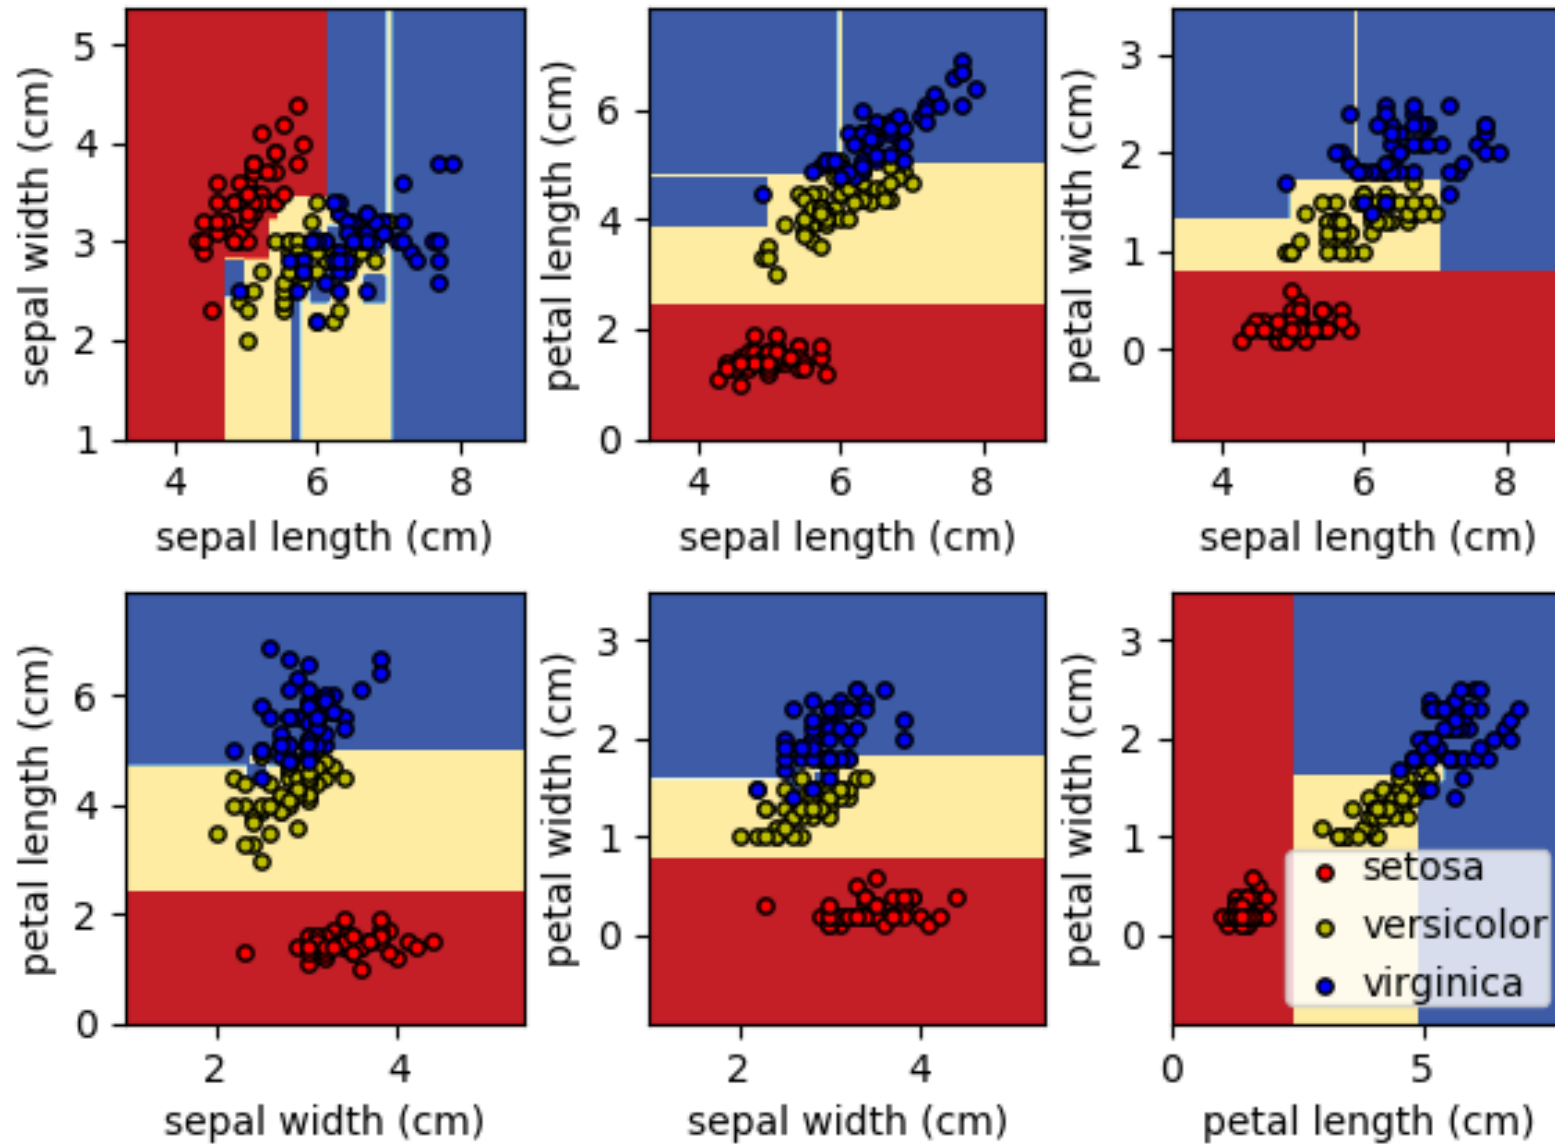 5
4
3
2
1
sepal width (cm)
4 6 8
sepal length (cm)
6
4
2
0
petal length (cm)
4 6 8
sepal length (cm)
3
2
1
0
petal width (cm)
4 6 8
sepal length (cm)
6
4
2
0
petal length (cm)
2 4
sepal width (cm)
3
2
1
0
petal width (cm)
2 4
sepal width (cm)
3
2
1
0
petal width (cm)
setosa
versicolor
virginica
0 5
petal length (cm)